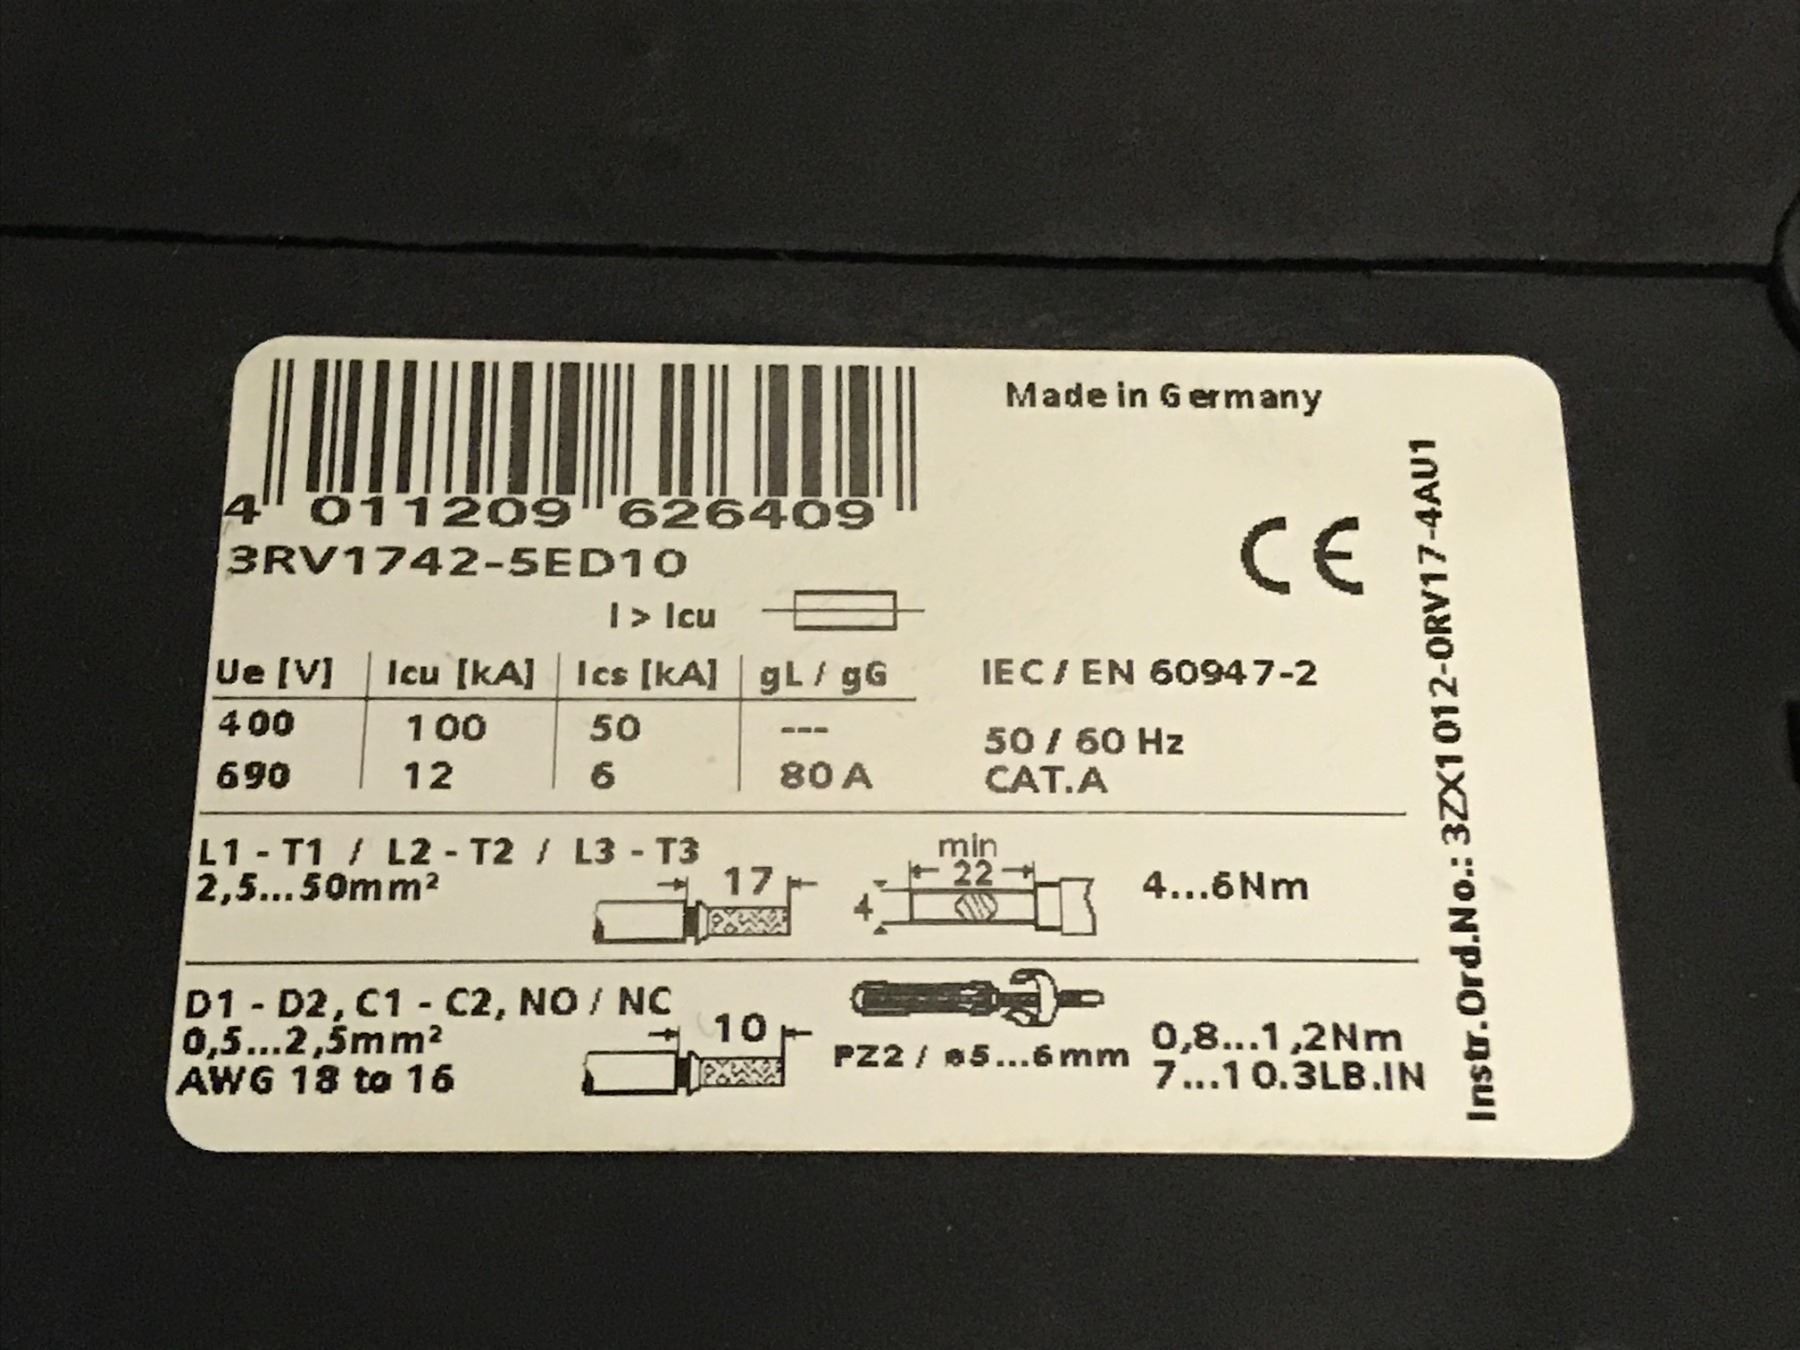 Made in Germany
4 011209 626409
3RV1742-5ED10
CE
I > Icu
Ue [V] Icu [kA] Ics [kA] gL / gG IEC / EN 60947-2
400 100 50 --- 50 / 60 Hz
690 12 6 80 A CAT.A
L1 - T1 / L2 - T2 / L3 - T3
2,5...50mm²
17
min
22
4
4...6Nm
D1 - D2, C1 - C2, NO / NC
0,5...2,5mm²
AWG 18 to 16
10
PZ2 / ø5...6mm
0,8...1,2Nm
7...10.3LB.IN
Instr.Ord.No.: 3ZX1012-0RV17-4AU1